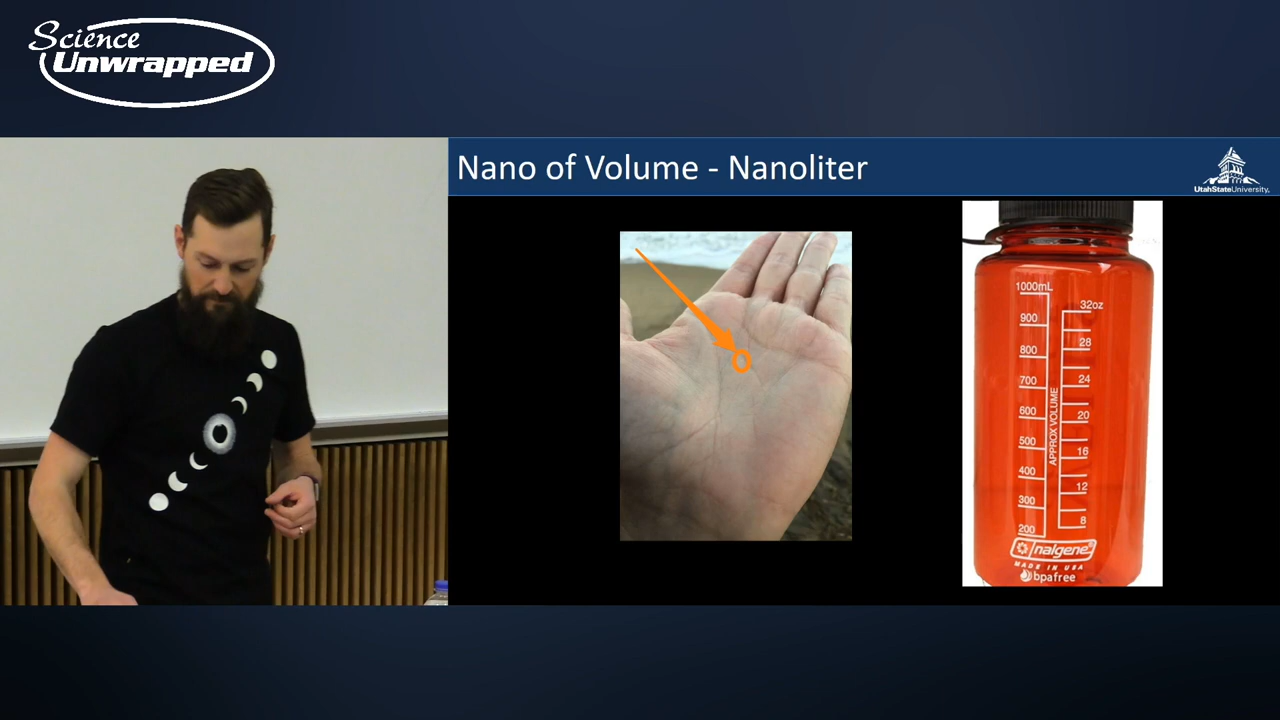 Science
Unwrapped
Nano of Volume - Nanoliter
UtahStateUniversity
1000mL
32oz
900
28
800
24
700
20
600
16
500
12
400
8
300
200
APPROX VOLUME
nalgene
MADE IN USA
bpafree